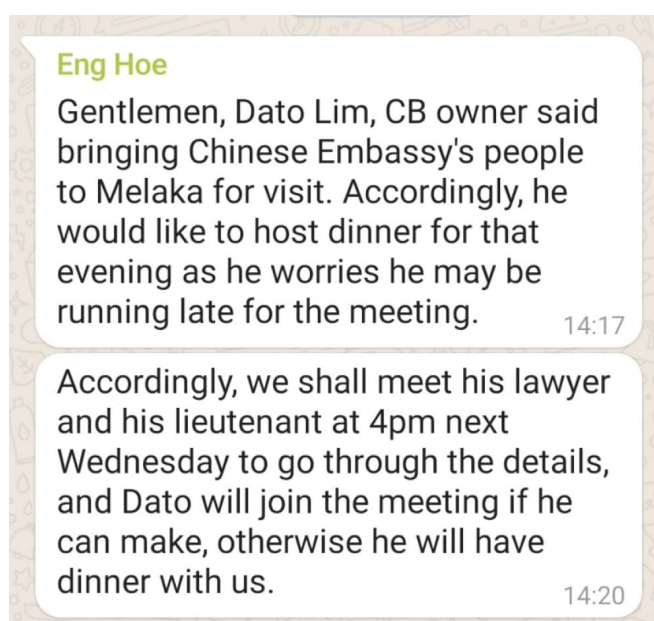 Eng Hoe
Gentlemen, Dato Lim, CB owner said
bringing Chinese Embassy's people
to Melaka for visit. Accordingly, he
would like to host dinner for that
evening as he worries he may be
running late for the meeting.
14:17
Accordingly, we shall meet his lawyer
and his lieutenant at 4pm next
Wednesday to go through the details,
and Dato will join the meeting if he
can make, otherwise he will have
dinner with us.
14:20